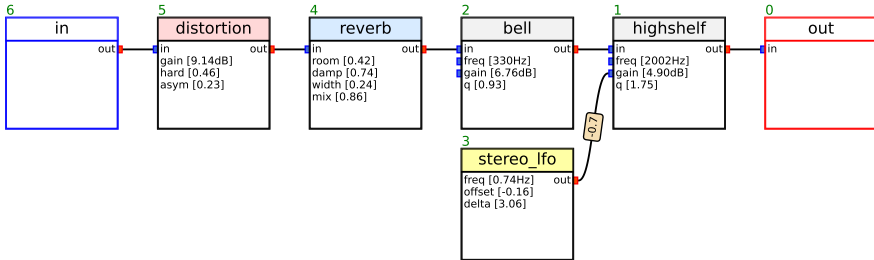 6
in
out
5
distortion
in
out
gain [9.14dB]
hard [0.46]
asym [0.23]
4
reverb
in
out
room [0.42]
damp [0.74]
width [0.24]
mix [0.86]
2
bell
in
out
freq [330Hz]
gain [6.76dB]
q [0.93]
1
highshelf
in
out
freq [2002Hz]
gain [4.90dB]
q [1.75]
0
out
in
-0.7
3
stereo_lfo
freq [0.74Hz]
out
offset [-0.16]
delta [3.06]